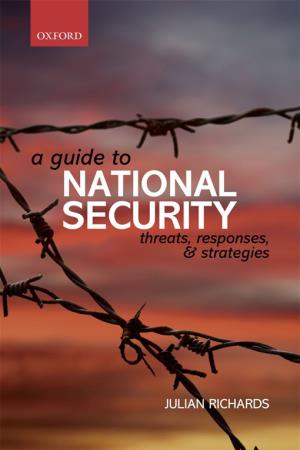 OXFORD
a guide to
NATIONAL
SECURITY
threats, responses,
& strategies
JULIAN RICHARDS